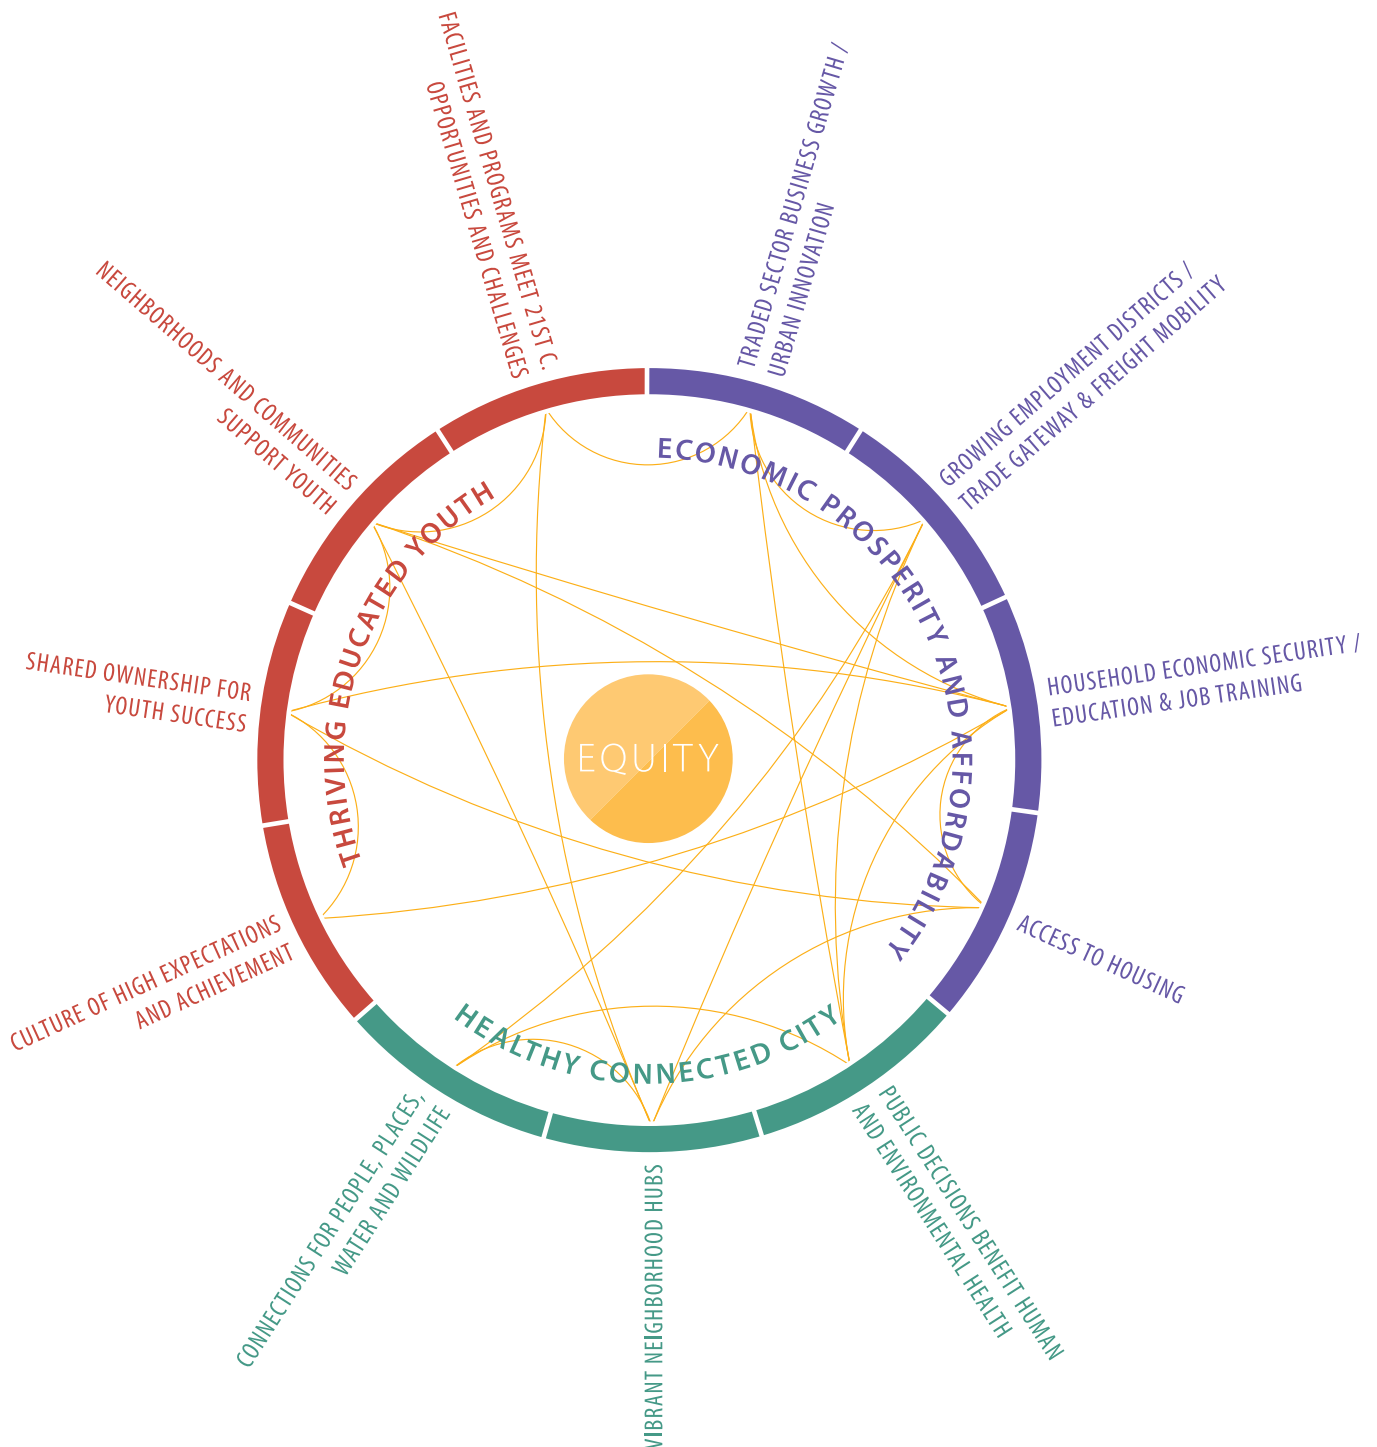 FACILITIES AND PROGRAMS MEET 21ST C.
OPPORTUNITIES AND CHALLENGES
TRADED SECTOR BUSINESS GROWTH /
URBAN INNOVATION
GROWING EMPLOYMENT DISTRICTS /
TRADE GATEWAY & FREIGHT MOBILITY
HOUSEHOLD ECONOMIC SECURITY /
EDUCATION & JOB TRAINING
ACCESS TO HOUSING
PUBLIC DECISIONS BENEFIT HUMAN
AND ENVIRONMENTAL HEALTH
VIBRANT NEIGHBORHOOD HUBS
CONNECTIONS FOR PEOPLE, PLACES,
WATER AND WILDLIFE
CULTURE OF HIGH EXPECTATIONS
AND ACHIEVEMENT
SHARED OWNERSHIP FOR
YOUTH SUCCESS
NEIGHBORHOODS AND COMMUNITIES
SUPPORT YOUTH
THRIVING EDUCATED YOUTH
ECONOMIC PROSPERITY AND AFFORDABILITY
HEALTHY CONNECTED CITY
EQUITY